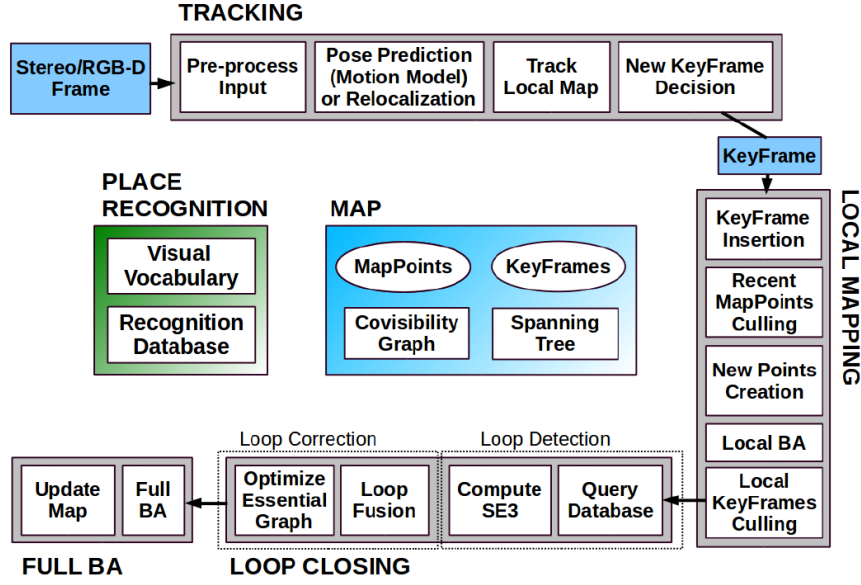 TRACKING
Stereo/RGB-D
Frame
Pre-process
Input
Pose Prediction
(Motion Model)
or Relocalization
Track
Local Map
New KeyFrame
Decision
KeyFrame
LOCAL MAPPING
KeyFrame
Insertion
Recent
MapPoints
Culling
New Points
Creation
Local BA
Local
KeyFrames
Culling
PLACE
RECOGNITION
Visual
Vocabulary
Recognition
Database
MAP
MapPoints
KeyFrames
Covisibility
Graph
Spanning
Tree
Loop Correction
Loop Detection
Optimize
Essential
Graph
Loop
Fusion
Compute
SE3
Query
Database
Update
Map
Full
BA
FULL BA
LOOP CLOSING